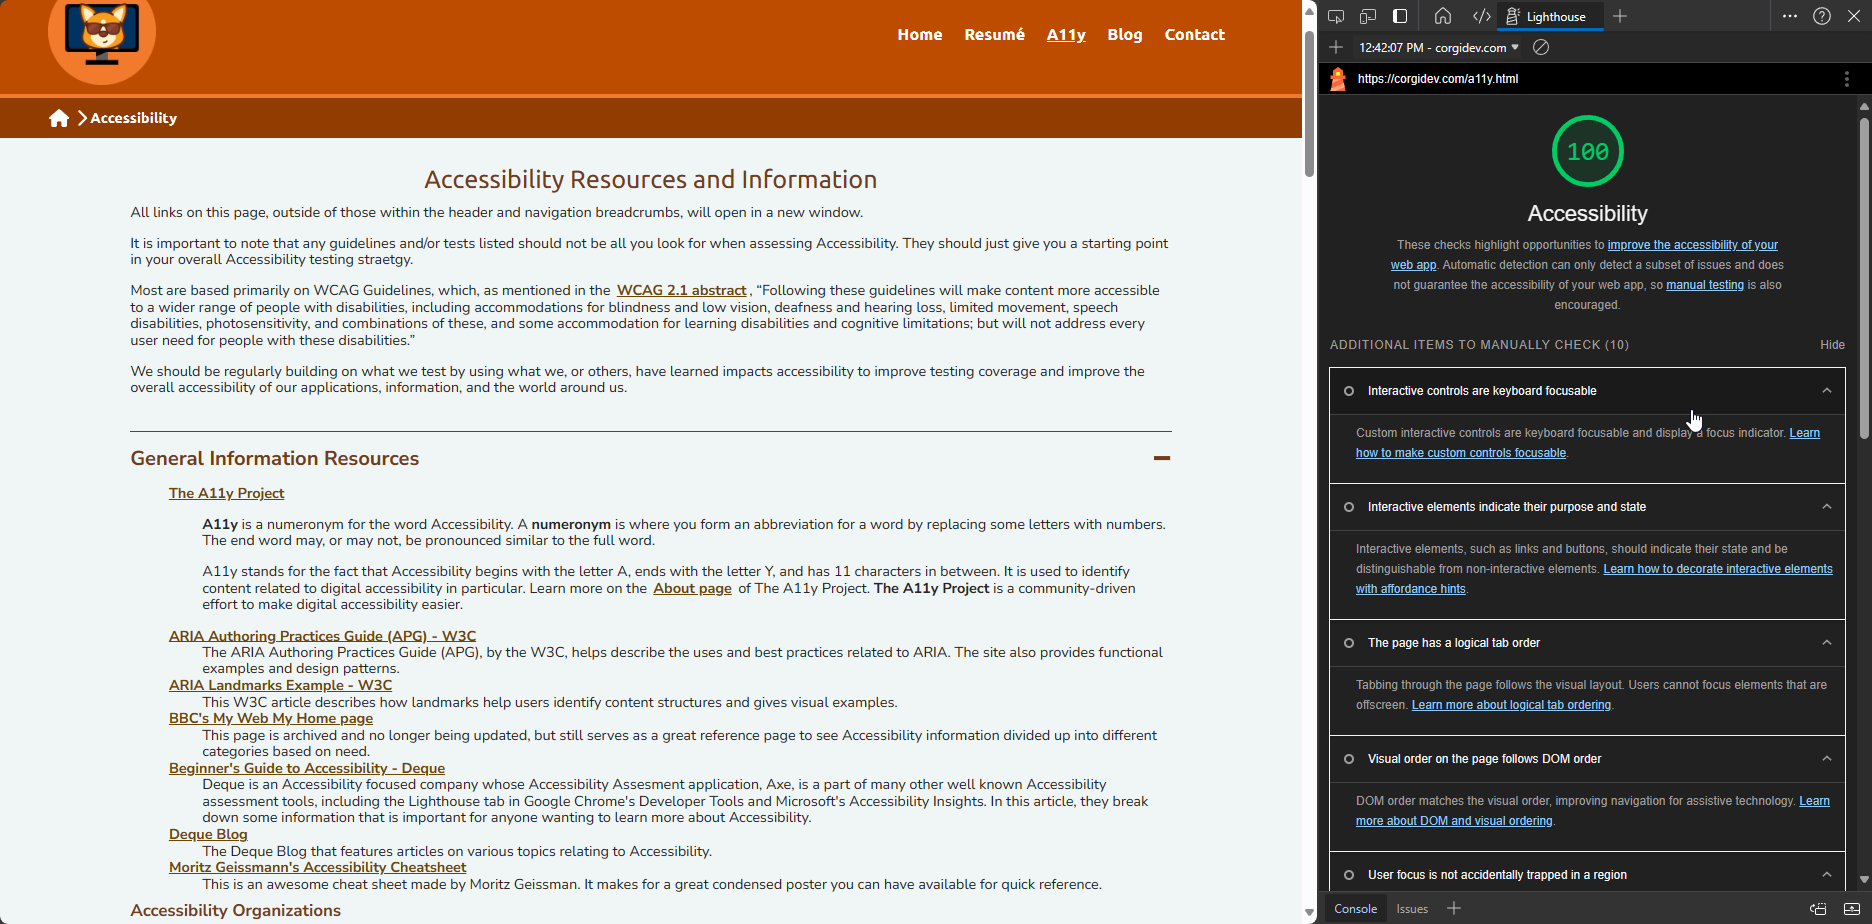 Home Resumé A11y Blog Contact
Accessibility
Accessibility Resources and Information
All links on this page, outside of those within the header and navigation breadcrumbs, will open in a new window.
It is important to note that any guidelines and/or tests listed should not be all you look for when assessing Accessibility. They should just give you a starting point
in your overall Accessibility testing straetgy.
Most are based primarily on WCAG Guidelines, which, as mentioned in the WCAG 2.1 abstract, “Following these guidelines will make content more accessible
to a wider range of people with disabilities, including accommodations for blindness and low vision, deafness and hearing loss, limited movement, speech
disabilities, photosensitivity, and combinations of these, and some accommodation for learning disabilities and cognitive limitations; but will not address every
user need for people with these disabilities.”
We should be regularly building on what we test by using what we, or others, have learned impacts accessibility to improve testing coverage and improve the
overall accessibility of our applications, information, and the world around us.
General Information Resources
The A11y Project
A11y is a numeronym for the word Accessibility. A numeronym is where you form an abbreviation for a word by replacing some letters with numbers.
The end word may, or may not, be pronounced similar to the full word.
A11y stands for the fact that Accessibility begins with the letter A, ends with the letter Y, and has 11 characters in between. It is used to identify
content related to digital accessibility in particular. Learn more on the About page of The A11y Project. The A11y Project is a community-driven
effort to make digital accessibility easier.
ARIA Authoring Practices Guide (APG) - W3C
The ARIA Authoring Practices Guide (APG), by the W3C, helps describe the uses and best practices related to ARIA. The site also provides functional
examples and design patterns.
ARIA Landmarks Example - W3C
This W3C article describes how landmarks help users identify content structures and gives visual examples.
BBC's My Web My Home page
This page is archived and no longer being updated, but still serves as a great reference page to see Accessibility information divided up into different
categories based on need.
Beginner's Guide to Accessibility - Deque
Deque is an Accessibility focused company whose Accessibility Assesment application, Axe, is a part of many other well known Accessibility
assessment tools, including the Lighthouse tab in Google Chrome's Developer Tools and Microsoft's Accessibility Insights. In this article, they break
down some information that is important for anyone wanting to learn more about Accessibility.
Deque Blog
The Deque Blog that features articles on various topics relating to Accessibility.
Moritz Geissmann's Accessibility Cheatsheet
This is an awesome cheat sheet made by Moritz Geissman. It makes for a great condensed poster you can have available for quick reference.
Accessibility Organizations
Lighthouse
12:42:07 PM - corgidev.com
https://corgidev.com/a11y.html
100
Accessibility
These checks highlight opportunities to improve the accessibility of your
web app. Automatic detection can only detect a subset of issues and does
not guarantee the accessibility of your web app, so manual testing is also
encouraged.
ADDITIONAL ITEMS TO MANUALLY CHECK (10) Hide
Interactive controls are keyboard focusable
Custom interactive controls are keyboard focusable and display a focus indicator. Learn
how to make custom controls focusable.
Interactive elements indicate their purpose and state
Interactive elements, such as links and buttons, should indicate their state and be
distinguishable from non-interactive elements. Learn how to decorate interactive elements
with affordance hints.
The page has a logical tab order
Tabbing through the page follows the visual layout. Users cannot focus elements that are
offscreen. Learn more about logical tab ordering.
Visual order on the page follows DOM order
DOM order matches the visual order, improving navigation for assistive technology. Learn
more about DOM and visual ordering.
User focus is not accidentally trapped in a region
Console Issues